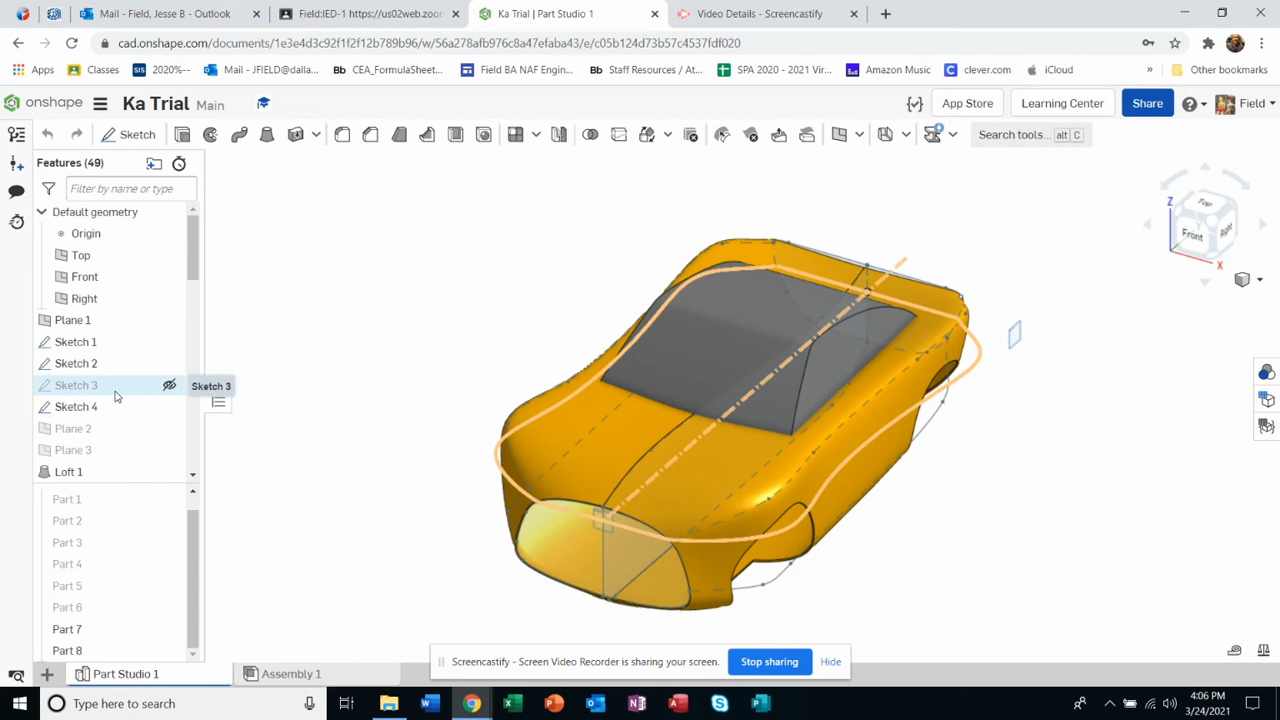 Mail - Field, Jesse B - Outlook
Field:IED-1 https://us02web.zoom
Ka Trial | Part Studio 1
Video Details - Screencastify
cad.onshape.com/documents/1e3e4d3c92f1f2f12b789b96/w/56a278afb976c8a47efaba43/e/c05b124d73b57c4537fdf020
Apps
Classes
SIS 2020%--
Mail - JFIELD@dalla...
Bb CEA_FormulaSheet...
Field BA NAF Engin...
Bb Staff Resources / At...
SPA 2020 - 2021 Vir...
Amazon Music
clever.com
iCloud
»
Other bookmarks
onshape
Ka Trial Main
App Store
Learning Center
Share
Field
Sketch
Search tools... alt C
Features (49)
Filter by name or type
Default geometry
Origin
Top
Front
Right
Plane 1
Sketch 1
Sketch 2
Sketch 3
Sketch 3
Sketch 4
Plane 2
Plane 3
Loft 1
Part 1
Part 2
Part 3
Part 4
Part 5
Part 6
Part 7
Part 8
Z
Top
Front
Right
X
Screencastify - Screen Video Recorder is sharing your screen.
Stop sharing
Hide
Part Studio 1
Assembly 1
Type here to search
4:06 PM
3/24/2021